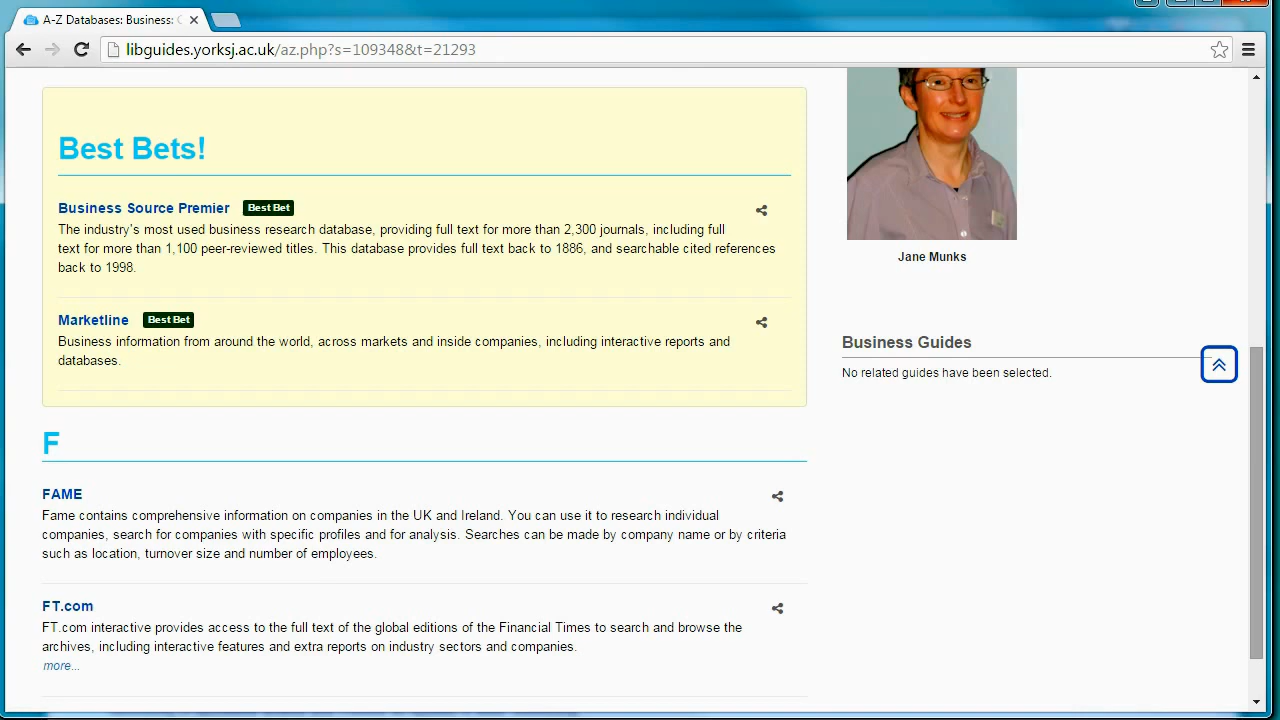 A-Z Databases: Business:
libguides.yorksj.ac.uk/az.php?s=109348&t=21293
Best Bets!
Business Source Premier Best Bet
The industry's most used business research database, providing full text for more than 2,300 journals, including full
text for more than 1,100 peer-reviewed titles. This database provides full text back to 1886, and searchable cited references
back to 1998.
Marketline Best Bet
Business information from around the world, across markets and inside companies, including interactive reports and
databases.
F
FAME
Fame contains comprehensive information on companies in the UK and Ireland. You can use it to research individual
companies, search for companies with specific profiles and for analysis. Searches can be made by company name or by criteria
such as location, turnover size and number of employees.
FT.com
FT.com interactive provides access to the full text of the global editions of the Financial Times to search and browse the
archives, including interactive features and extra reports on industry sectors and companies.
more...
Jane Munks
Business Guides
No related guides have been selected.